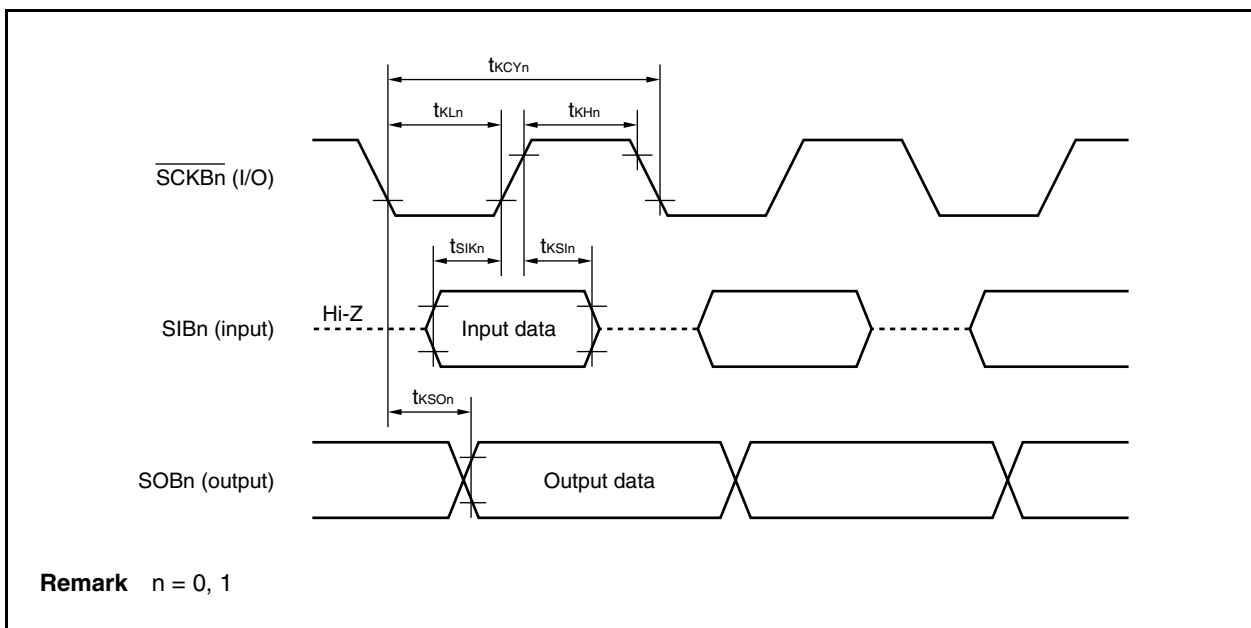 tKCYn
tKLn
tKHn
SCKBn (I/O)
tSIKn
tKSIn
Hi-Z
SIBn (input)
Input data
tKSOn
SOBn (output)
Output data
Remark n = 0, 1